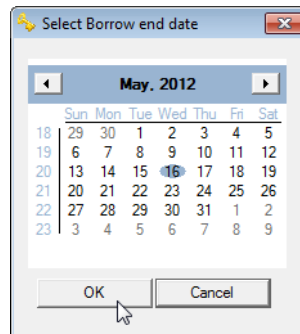 Select Borrow end date
May, 2012
Sun Mon Tue Wed Thu Fri Sat
18 29 30 1 2 3 4 5
19 6 7 8 9 10 11 12
20 13 14 15 16 17 18 19
21 20 21 22 23 24 25 26
22 27 28 29 30 31 1 2
23 3 4 5 6 7 8 9
OK Cancel